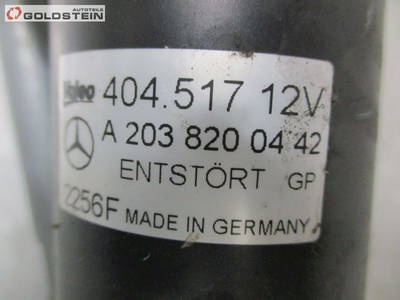 AUTOTEILE
GOLDSTEIN
Valeo 404.517 12V
A 203 820 04 42
ENTSTÖRT GP
2256F MADE IN GERMANY